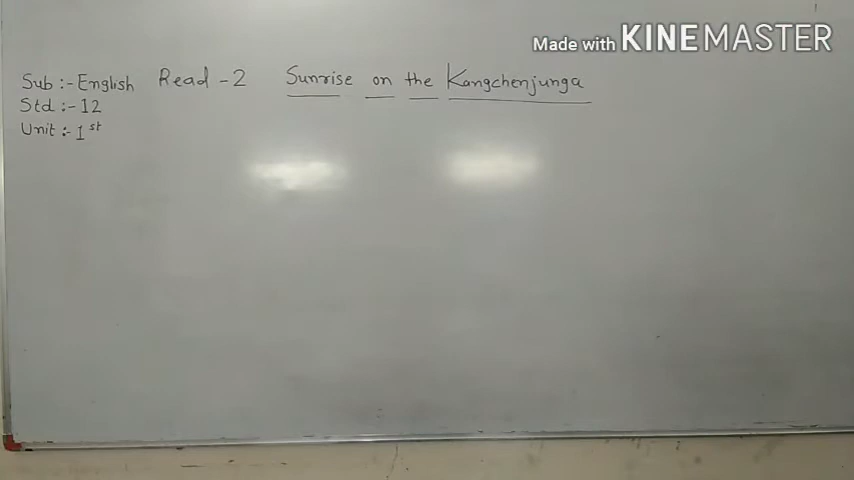 Made with KINEMASTER
Sub :- English Read - 2 Sunrise on the Kangchenjunga
Std :- 12
Unit :- 1st